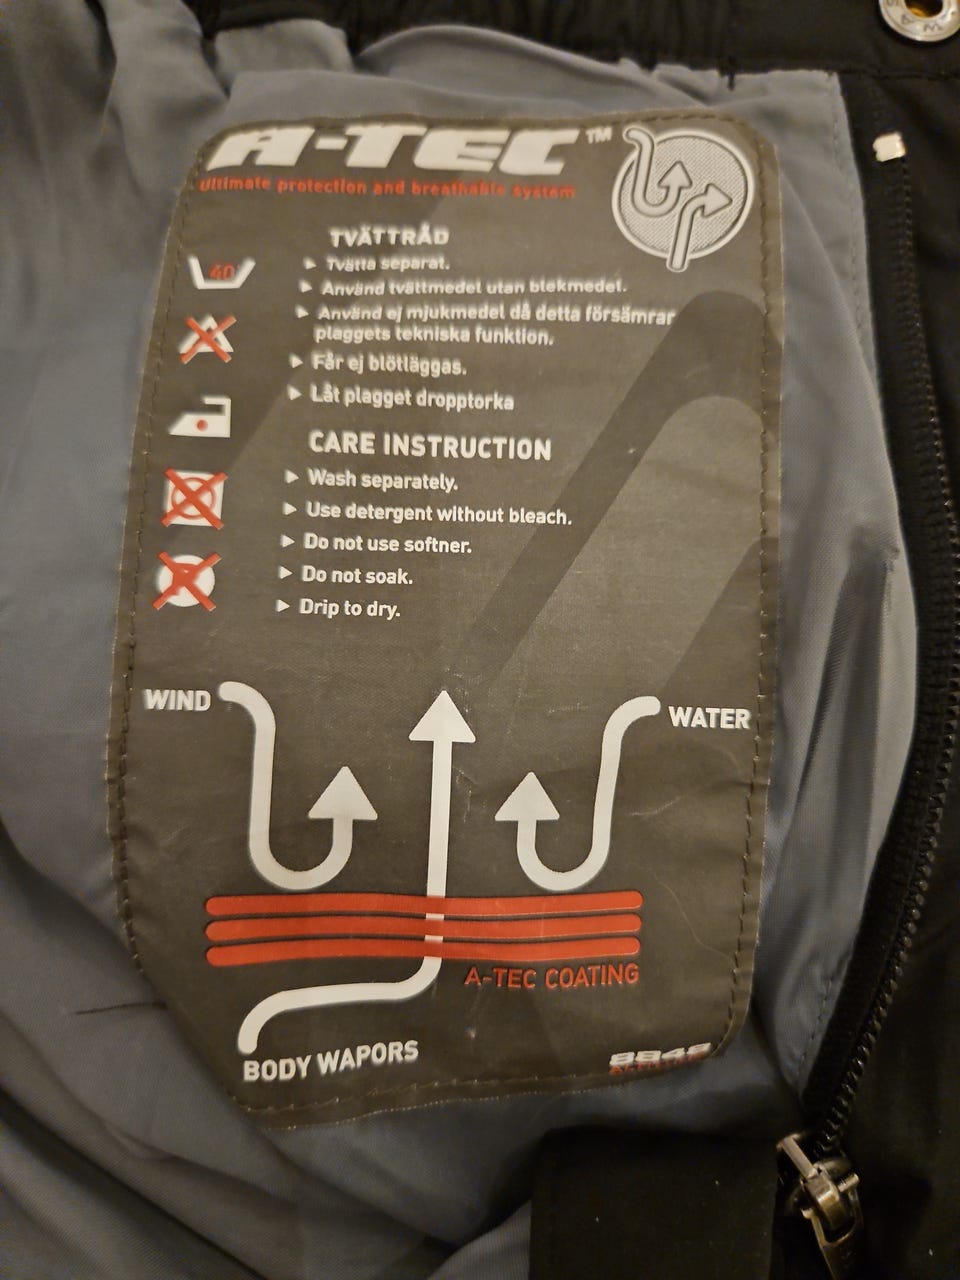 A-TEC™
Ultimate protection and breathable system
TVÄTTRÅD
Tvätta separat.
40
Använd tvättmedel utan blekmedel.
Använd ej mjukmedel då detta försämrar
plaggets tekniska funktion.
Får ej blötläggas.
Låt plagget dropptorka
CARE INSTRUCTION
Wash separately.
Use detergent without bleach.
Do not use softner.
Do not soak.
Drip to dry.
WIND
WATER
A-TEC COATING
BODY WAPORS
8848
ALTITUDE